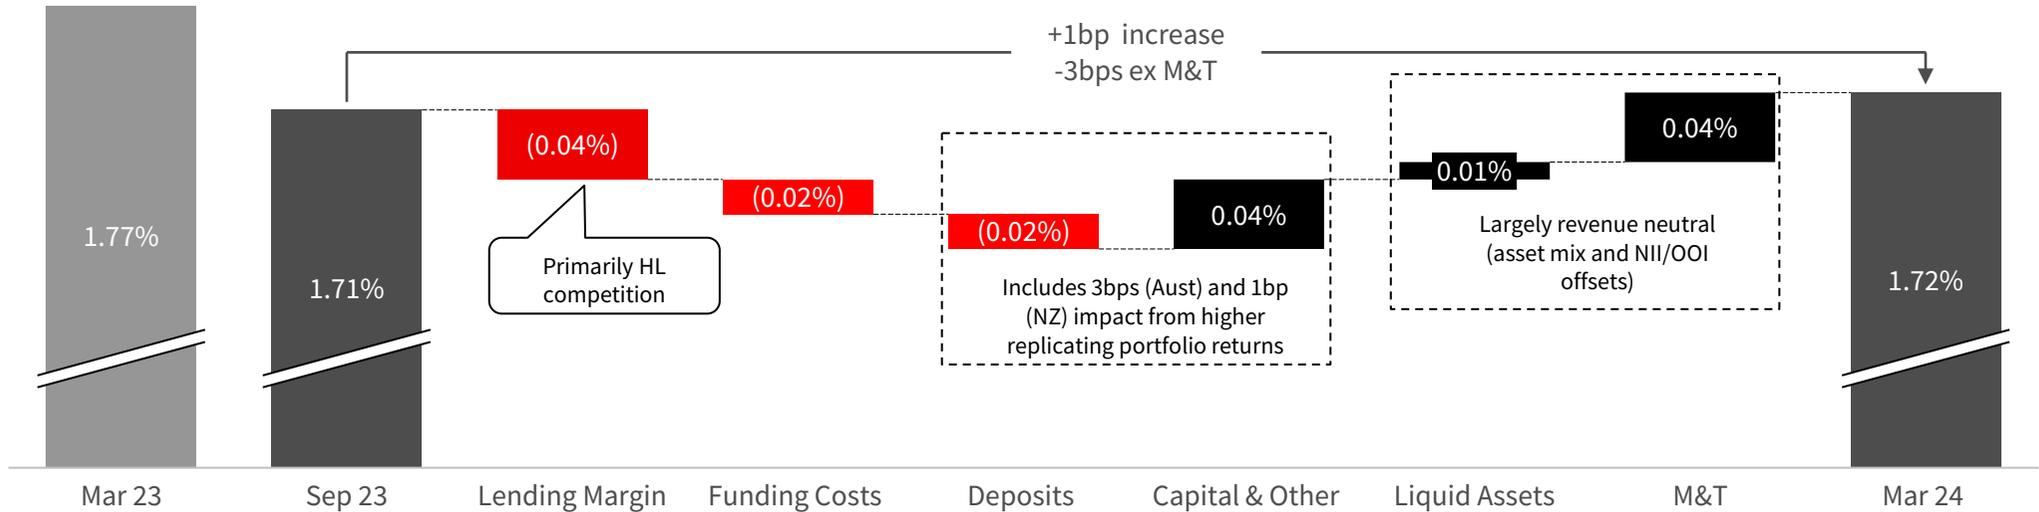 +1bp increase
-3bps ex M&T
1.77%
1.71%
(0.04%)
Primarily HL
competition
(0.02%)
(0.02%)
0.04%
Includes 3bps (Aust) and 1bp
(NZ) impact from higher
replicating portfolio returns
0.01%
0.04%
Largely revenue neutral
(asset mix and NII/OOI
offsets)
1.72%
Mar 23
Sep 23
Lending Margin
Funding Costs
Deposits
Capital & Other
Liquid Assets
M&T
Mar 24